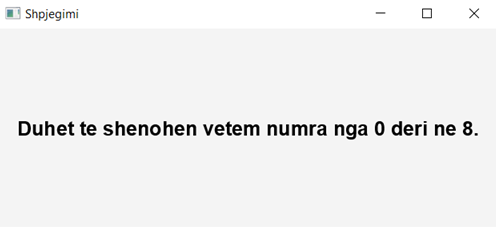 Shpjegimi
Duhet te shenohen vetem numra nga 0 deri ne 8.